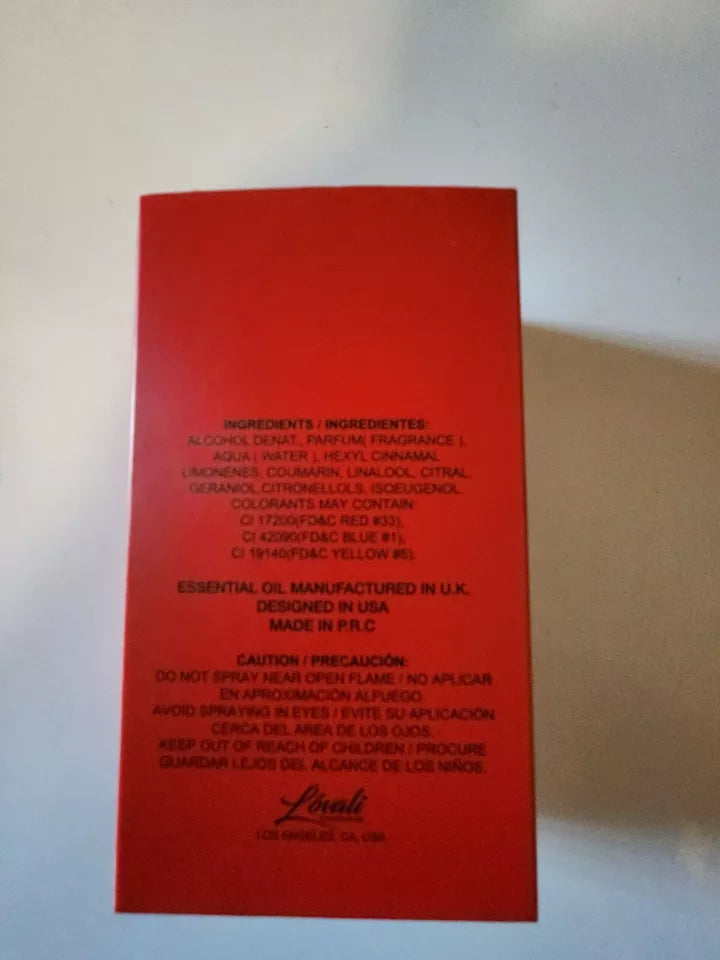 INGREDIENTS / INGREDIENTES:
ALCOHOL DENAT., PARFUM( FRAGRANCE ),
AQUA ( WATER ), HEXYL CINNAMAL
LIMONENES, COUMARIN, LINALOOL, CITRAL,
GERANIOL,CITRONELLOLS, ISOEUGENOL.
COLORANTS MAY CONTAIN:
CI 17200(FD&C RED #33),
CI 42090(FD&C BLUE #1),
CI 19140(FD&C YELLOW #5).
ESSENTIAL OIL MANUFACTURED IN U.K.
DESIGNED IN USA
MADE IN P.R.C
CAUTION / PRECAUCIÓN:
DO NOT SPRAY NEAR OPEN FLAME / NO APLICAR
EN APROXIMACIÓN ALFUEGO.
AVOID SPRAYING IN EYES / EVITE SU APLICACIÓN
CERCA DEL AREA DE LOS OJOS.
KEEP OUT OF REACH OF CHILDREN / PROCURE
GUARDAR LEJOS DEL ALCANCE DE LOS NIÑOS.
Lóvali
LOS ANGELES, CA, USA.